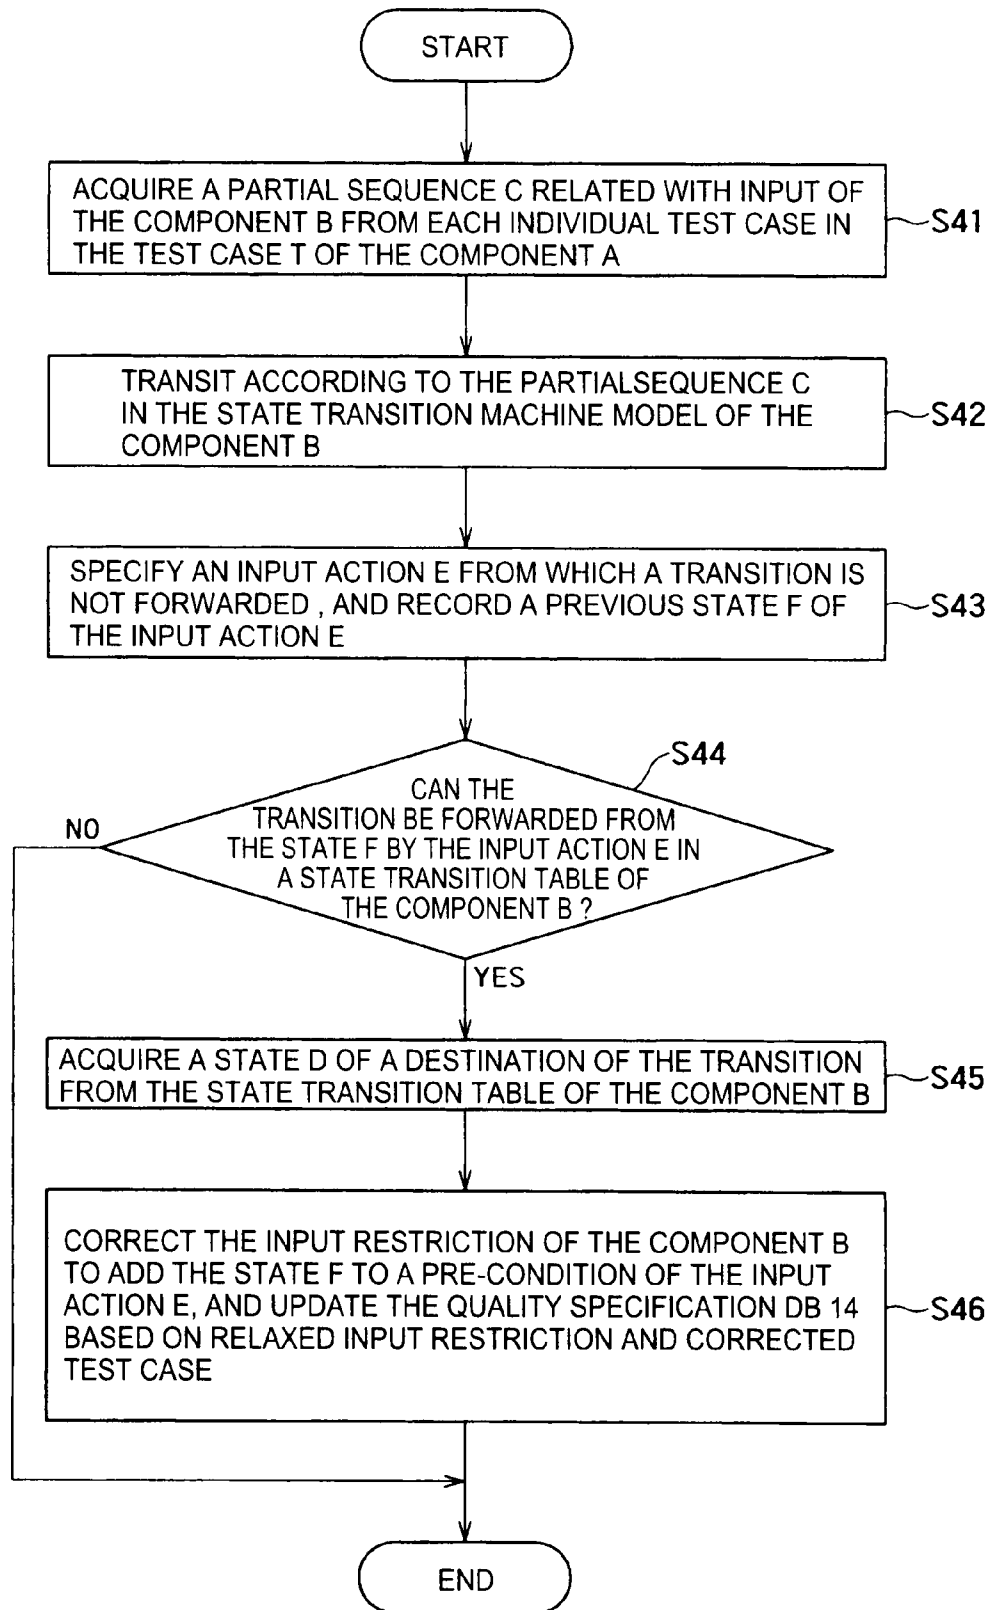 START
ACQUIRE A PARTIAL SEQUENCE C RELATED WITH INPUT OF
THE COMPONENT B FROM EACH INDIVIDUAL TEST CASE IN
THE TEST CASE T OF THE COMPONENT A
S41
TRANSIT ACCORDING TO THE PARTIALSEQUENCE C
IN THE STATE TRANSITION MACHINE MODEL OF THE
COMPONENT B
S42
SPECIFY AN INPUT ACTION E FROM WHICH A TRANSITION IS
NOT FORWARDED , AND RECORD A PREVIOUS STATE F OF
THE INPUT ACTION E
S43
S44
CAN THE
TRANSITION BE FORWARDED FROM
THE STATE F BY THE INPUT ACTION E IN
A STATE TRANSITION TABLE OF
THE COMPONENT B ?
NO
YES
ACQUIRE A STATE D OF A DESTINATION OF THE TRANSITION
FROM THE STATE TRANSITION TABLE OF THE COMPONENT B
S45
CORRECT THE INPUT RESTRICTION OF THE COMPONENT B
TO ADD THE STATE F TO A PRE-CONDITION OF THE INPUT
ACTION E, AND UPDATE THE QUALITY SPECIFICATION DB 14
BASED ON RELAXED INPUT RESTRICTION AND CORRECTED
TEST CASE
S46
END